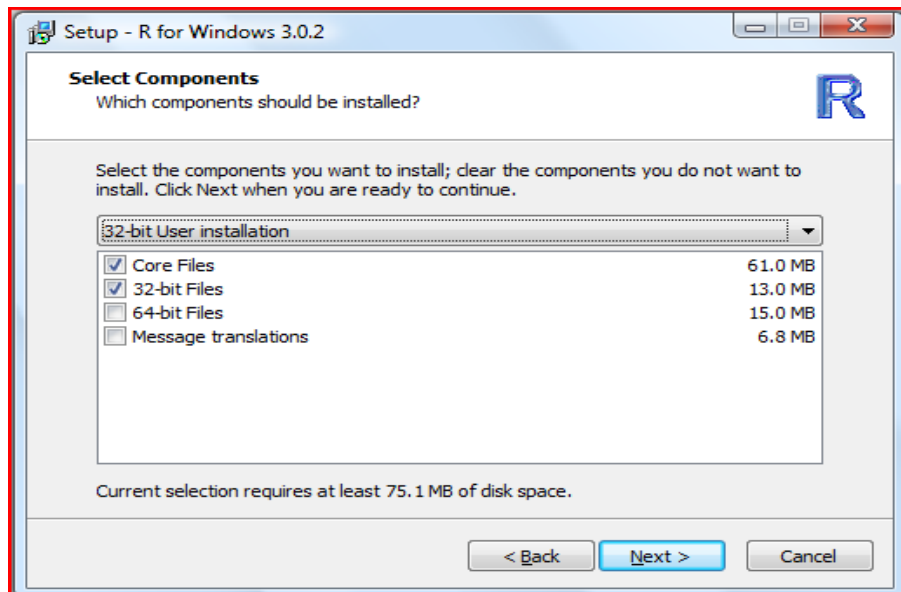 Setup - R for Windows 3.0.2
Select Components
Which components should be installed?
R
Select the components you want to install; clear the components you do not want to
install. Click Next when you are ready to continue.
32-bit User installation
Core Files 61.0 MB
32-bit Files 13.0 MB
64-bit Files 15.0 MB
Message translations 6.8 MB
Current selection requires at least 75.1 MB of disk space.
< Back Next > Cancel